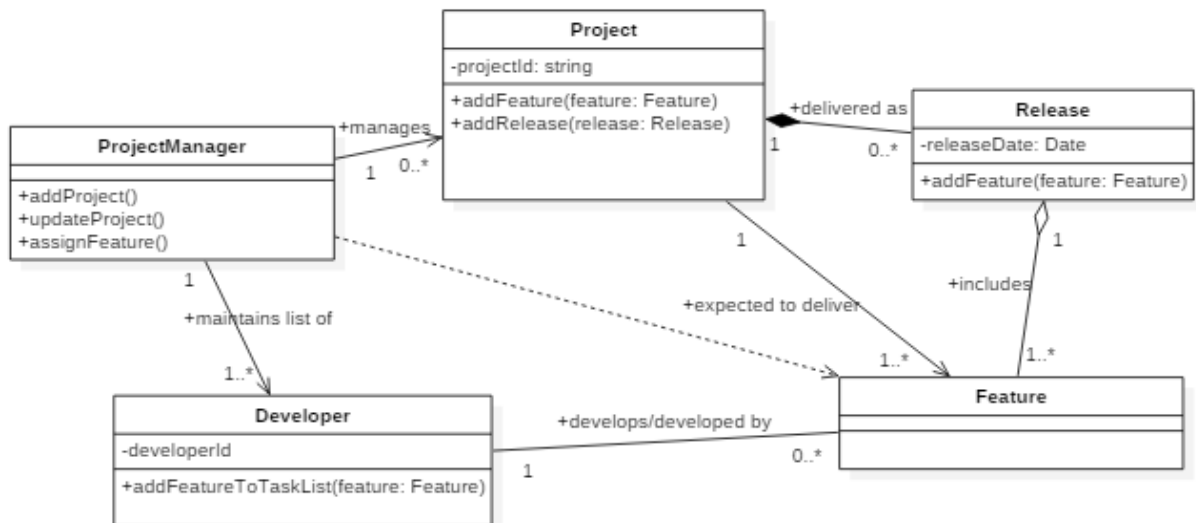 Project
-projectId: string
+addFeature(feature: Feature)
+addRelease(release: Release)
+delivered as
1
0..*
Release
-releaseDate: Date
+addFeature(feature: Feature)
ProjectManager
+addProject()
+updateProject()
+assignFeature()
+manages
1
0..*
1
+maintains list of
1..*
1
+expected to deliver
1..*
1
+includes
1..*
Feature
Developer
-developerId
+addFeatureToTaskList(feature: Feature)
+develops/developed by
1
0..*